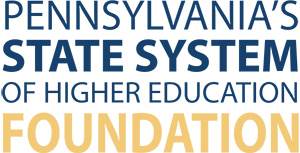 PENNSYLVANIA'S
STATE SYSTEM
OF HIGHER EDUCATION
FOUNDATION